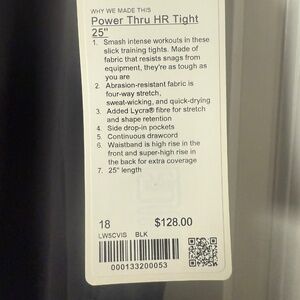 WHY WE MADE THIS
Power Thru HR Tight
25"
1. Smash intense workouts in these
slick training tights. Made of
fabric that resists snags from
equipment, they're as tough as
you are
2. Abrasion-resistant fabric is
four-way stretch,
sweat-wicking, and quick-drying
3. Added Lycra® fibre for stretch
and shape retention
4. Side drop-in pockets
5. Continuous drawcord
6. Waistband is high rise in the
front and super-high rise in
the back for extra coverage
7. 25" length
18 $128.00
LW5CVIS BLK
000133200053